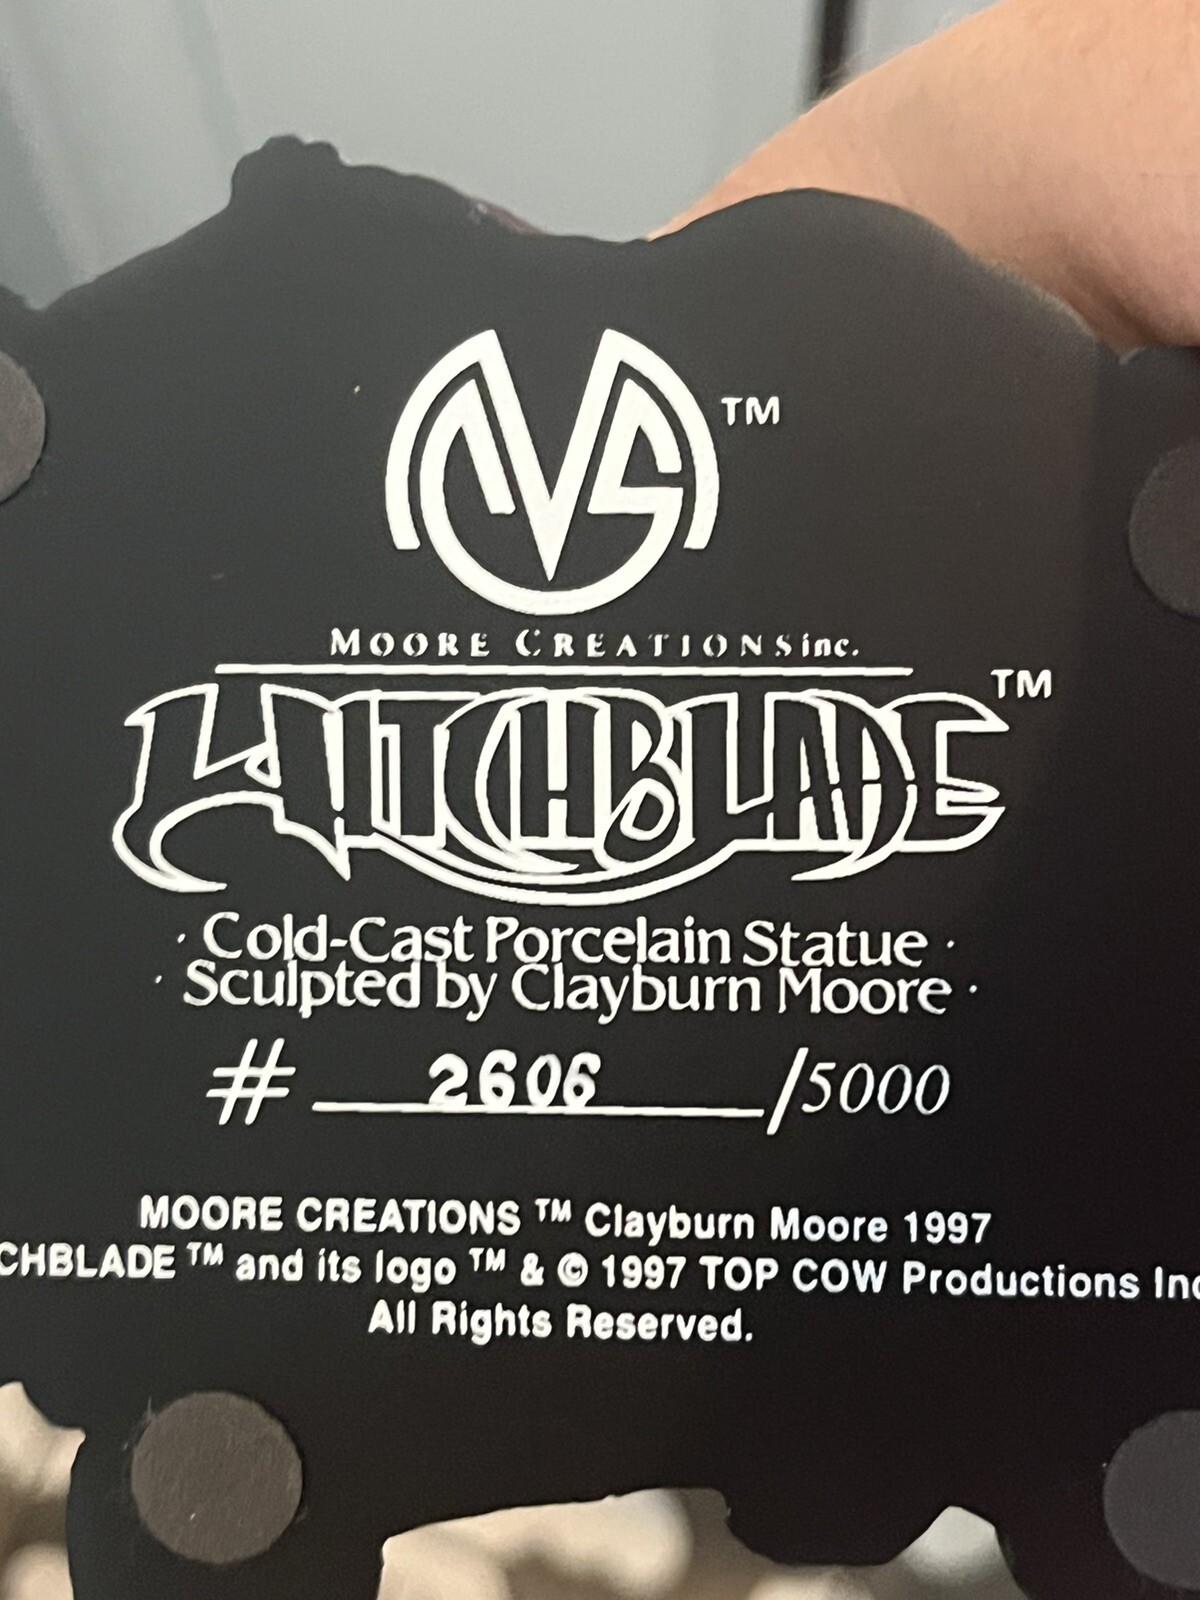 TM
MOORE CREATIONS inc.
WITCHBLADE TM
· Cold-Cast Porcelain Statue ·
· Sculpted by Clayburn Moore ·
# 2606 /5000
MOORE CREATIONS ™ Clayburn Moore 1997
CHBLADE ™ and its logo ™ & © 1997 TOP COW Productions Inc
All Rights Reserved.